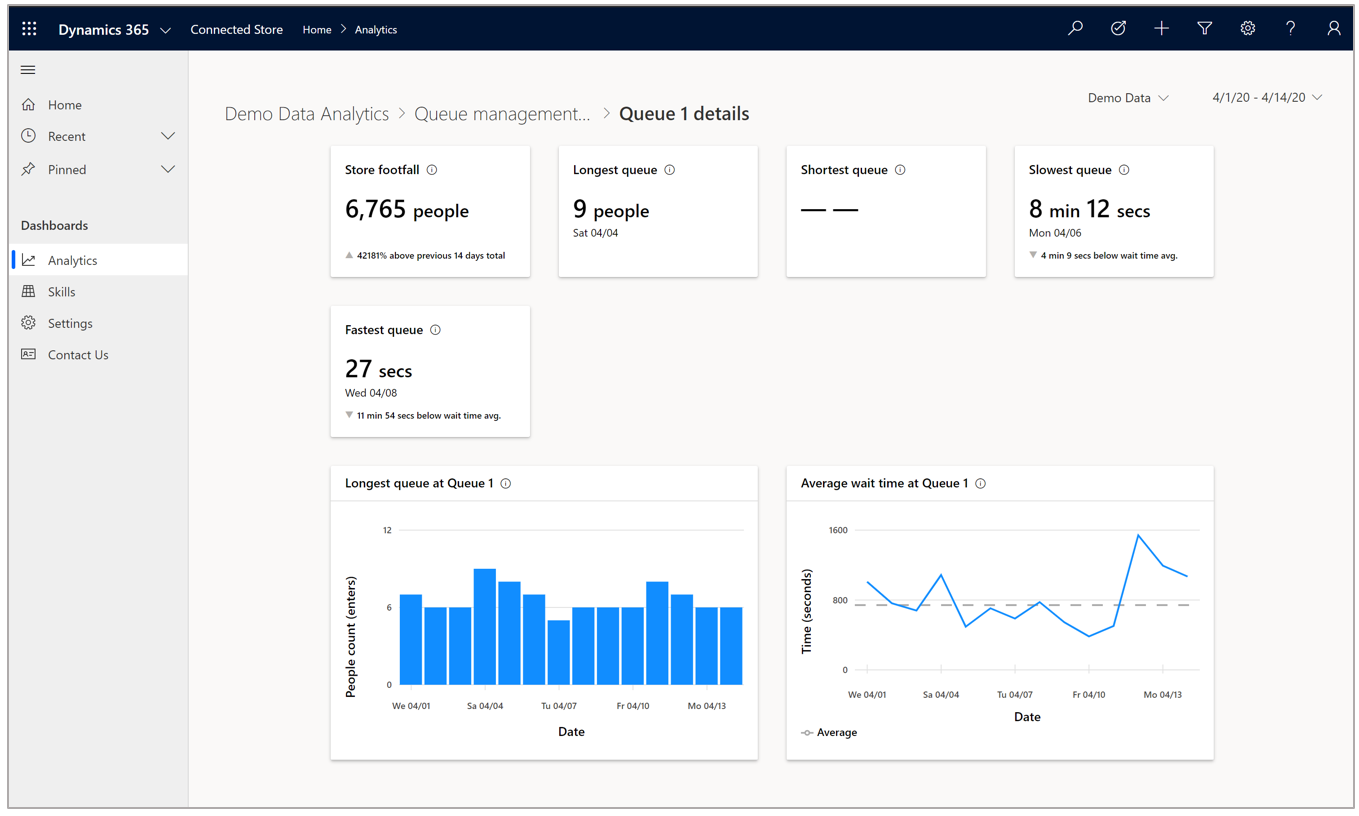 Dynamics 365 Connected Store Home > Analytics
Home
Recent
Pinned
Dashboards
Analytics
Skills
Settings
Contact Us
Demo Data 4/1/20 - 4/14/20
Demo Data Analytics > Queue management... > Queue 1 details
Store footfall
6,765 people
42181% above previous 14 days total
Longest queue
9 people
Sat 04/04
Shortest queue
— —
Slowest queue
8 min 12 secs
Mon 04/06
4 min 9 secs below wait time avg.
Fastest queue
27 secs
Wed 04/08
11 min 54 secs below wait time avg.
Longest queue at Queue 1
People count (enters)
12
6
0
We 04/01 Sa 04/04 Tu 04/07 Fr 04/10 Mo 04/13
Date
Average wait time at Queue 1
Time (seconds)
1600
800
0
We 04/01 Sa 04/04 Tu 04/07 Fr 04/10 Mo 04/13
Date
Average